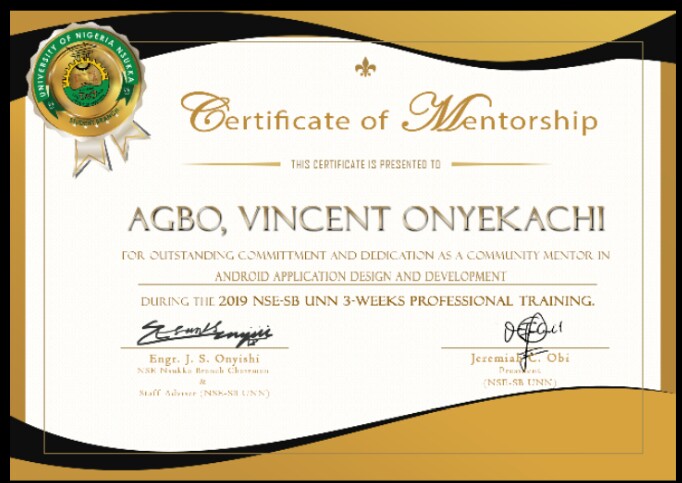 UNIVERSITY OF NIGERIA NSUKKA
Certificate of Mentorship
THIS CERTIFICATE IS PRESENTED TO
AGBO, VINCENT ONYEKACHI
FOR OUTSTANDING COMMITTMENT AND DEDICATION AS A COMMUNITY MENTOR IN
ANDROID APPLICATION DESIGN AND DEVELOPMENT
DURING THE 2019 NSE-SB UNN 3-WEEKS PROFESSIONAL TRAINING.
Engr. J. S. Onyishi
NSE Nsukka Branch Chairman
&
Staff Adviser (NSE-SB UNN)
Jeremiah C. Obi
President
(NSE-SB UNN)